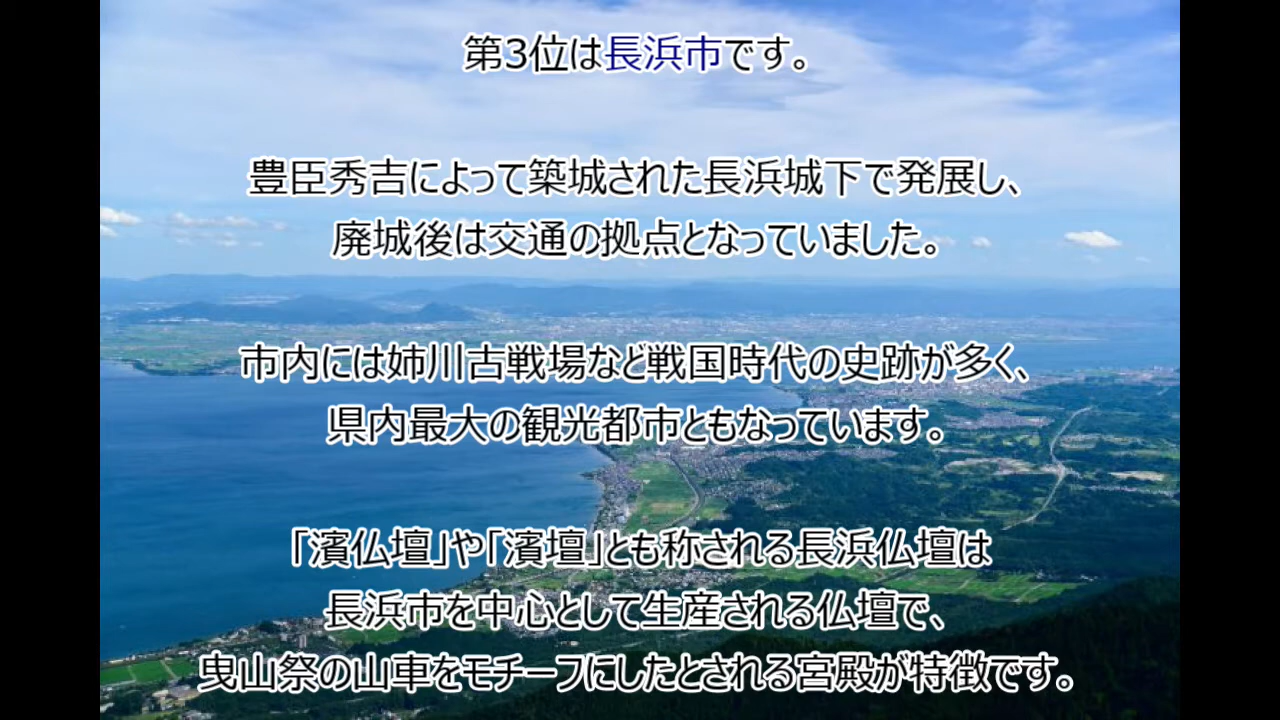 第3位は長浜市です。
豊臣秀吉によって築城された長浜城下で発展し、
廃城後は交通の拠点となっていました。
市内には姉川古戦場など戦国時代の史跡が多く、
県内最大の観光都市ともなっています。
「濱仏壇」や「濱壇」とも称される長浜仏壇は
長浜市を中心として生産される仏壇で、
曳山祭の山車をモチーフにしたとされる宮殿が特徴です。